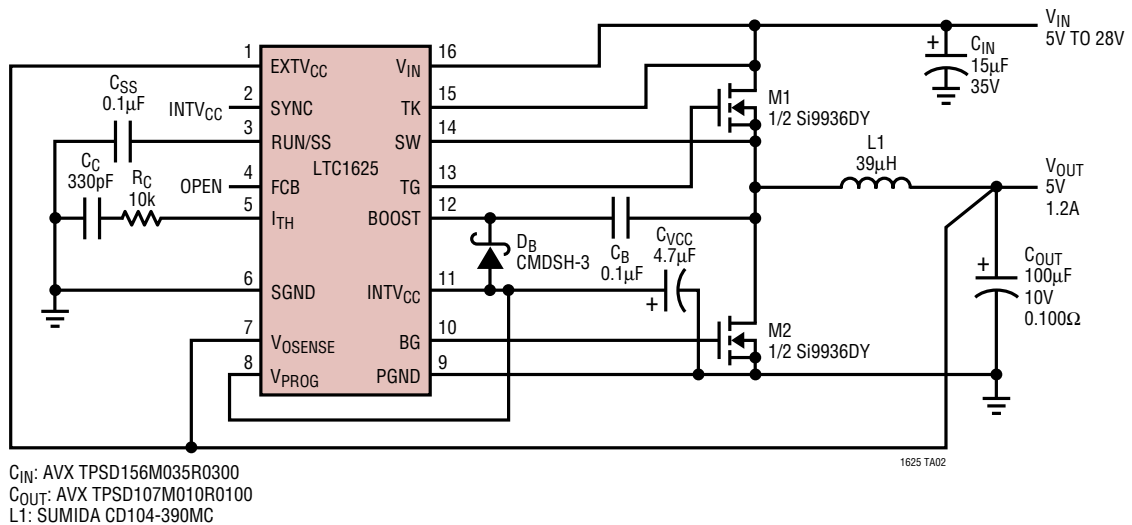 1
EXTVCC
CSS
0.1µF
INTVCC
2
SYNC
3
RUN/SS
CC
330pF
RC
10k
OPEN
4
FCB
5
ITH
6
SGND
7
VOSENSE
8
VPROG
LTC1625
16
VIN
15
TK
14
SW
13
TG
12
BOOST
11
INTVCC
10
BG
9
PGND
DB
CMDSH-3
CB
0.1µF
CVCC
4.7µF
+
M1
1/2 Si9936DY
M2
1/2 Si9936DY
L1
39µH
VIN
5V TO 28V
+
CIN
15µF
35V
VOUT
5V
1.2A
+
COUT
100µF
10V
0.100Ω
1625 TA02
CIN: AVX TPSD156M035R0300
COUT: AVX TPSD107M010R0100
L1: SUMIDA CD104-390MC